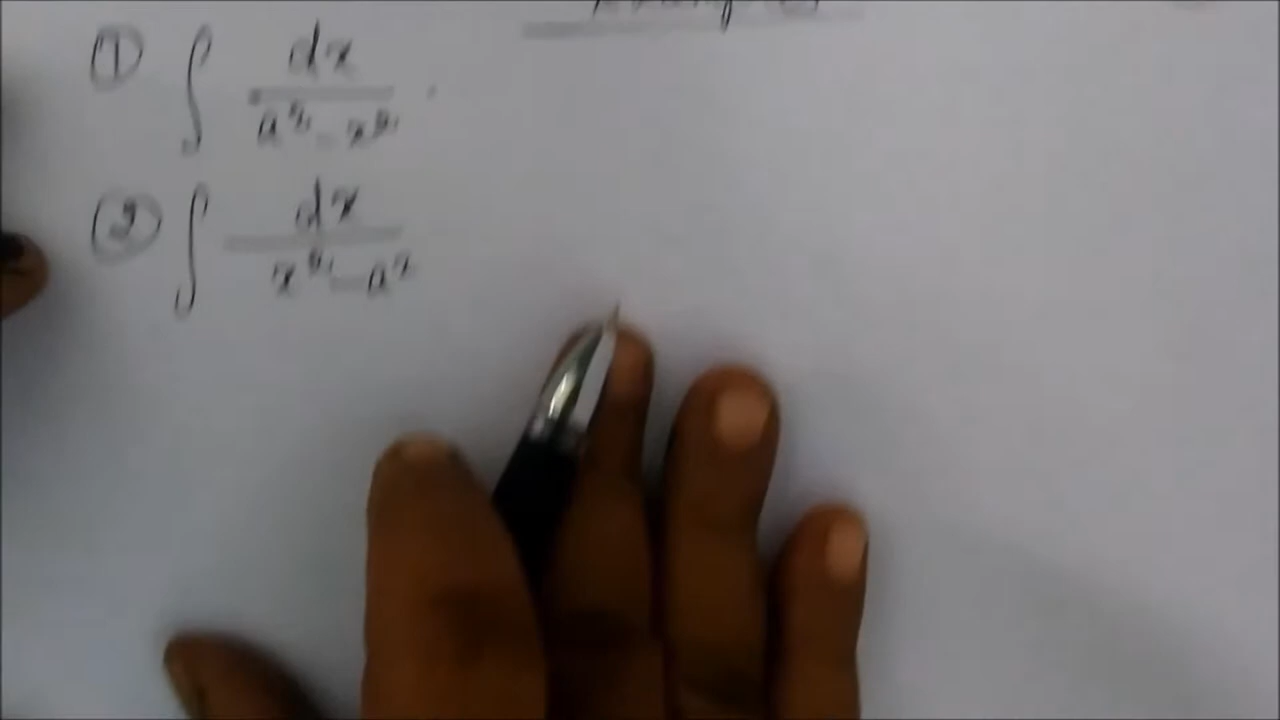 ① ∫ dx / a² - x² .
② ∫ dx / x² - a²